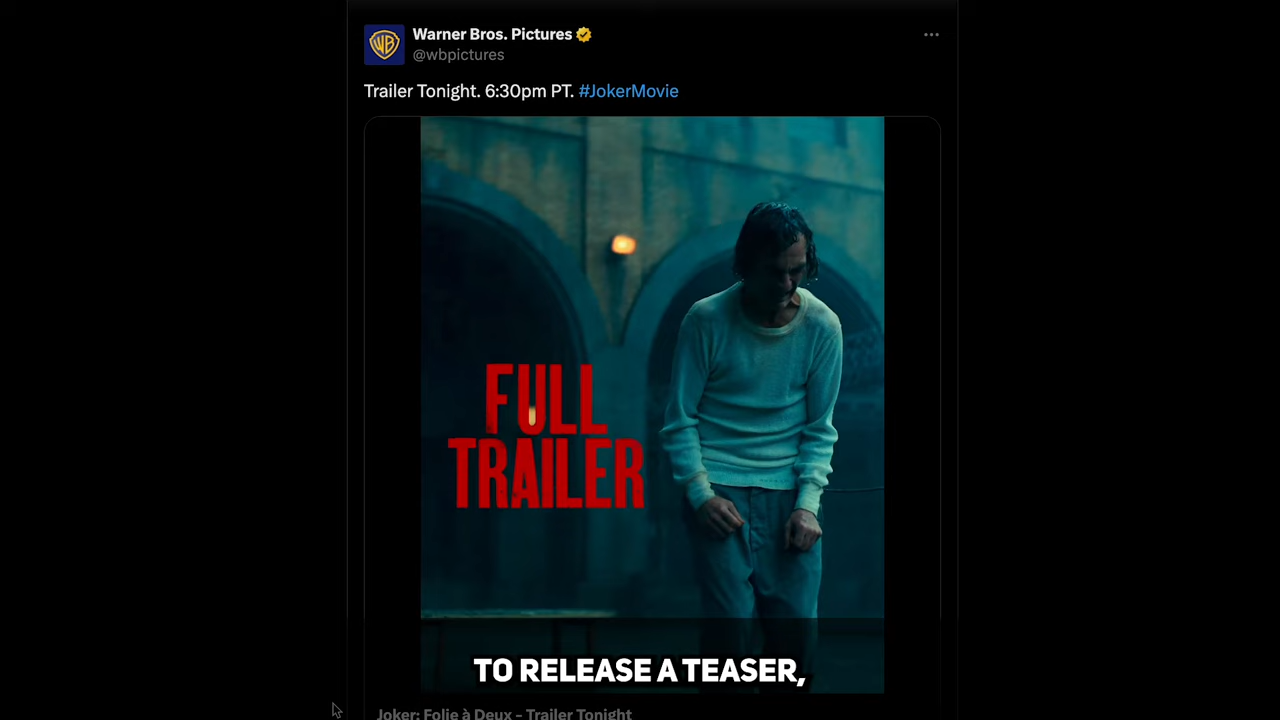 Warner Bros. Pictures
@wbpictures
Trailer Tonight. 6:30pm PT. #JokerMovie
FULL
TRAILER
TO RELEASE A TEASER,
Joker: Folie à Deux - Trailer Tonight